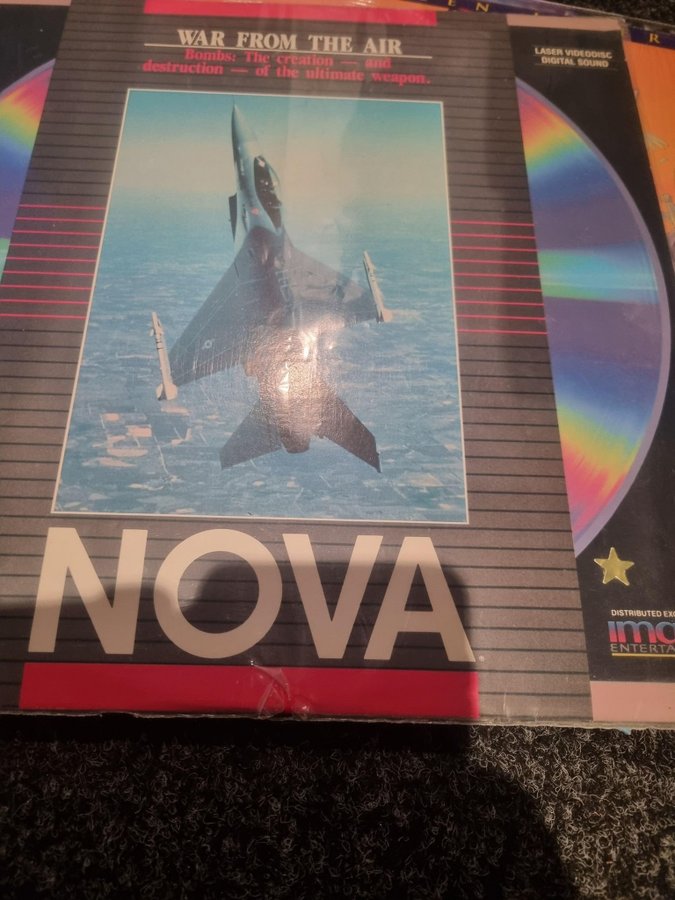 E N
R
WAR FROM THE AIR
Bombs: The creation — and
destruction — of the ultimate weapon.
LASER VIDEODISC
DIGITAL SOUND
NOVA
DISTRIBUTED